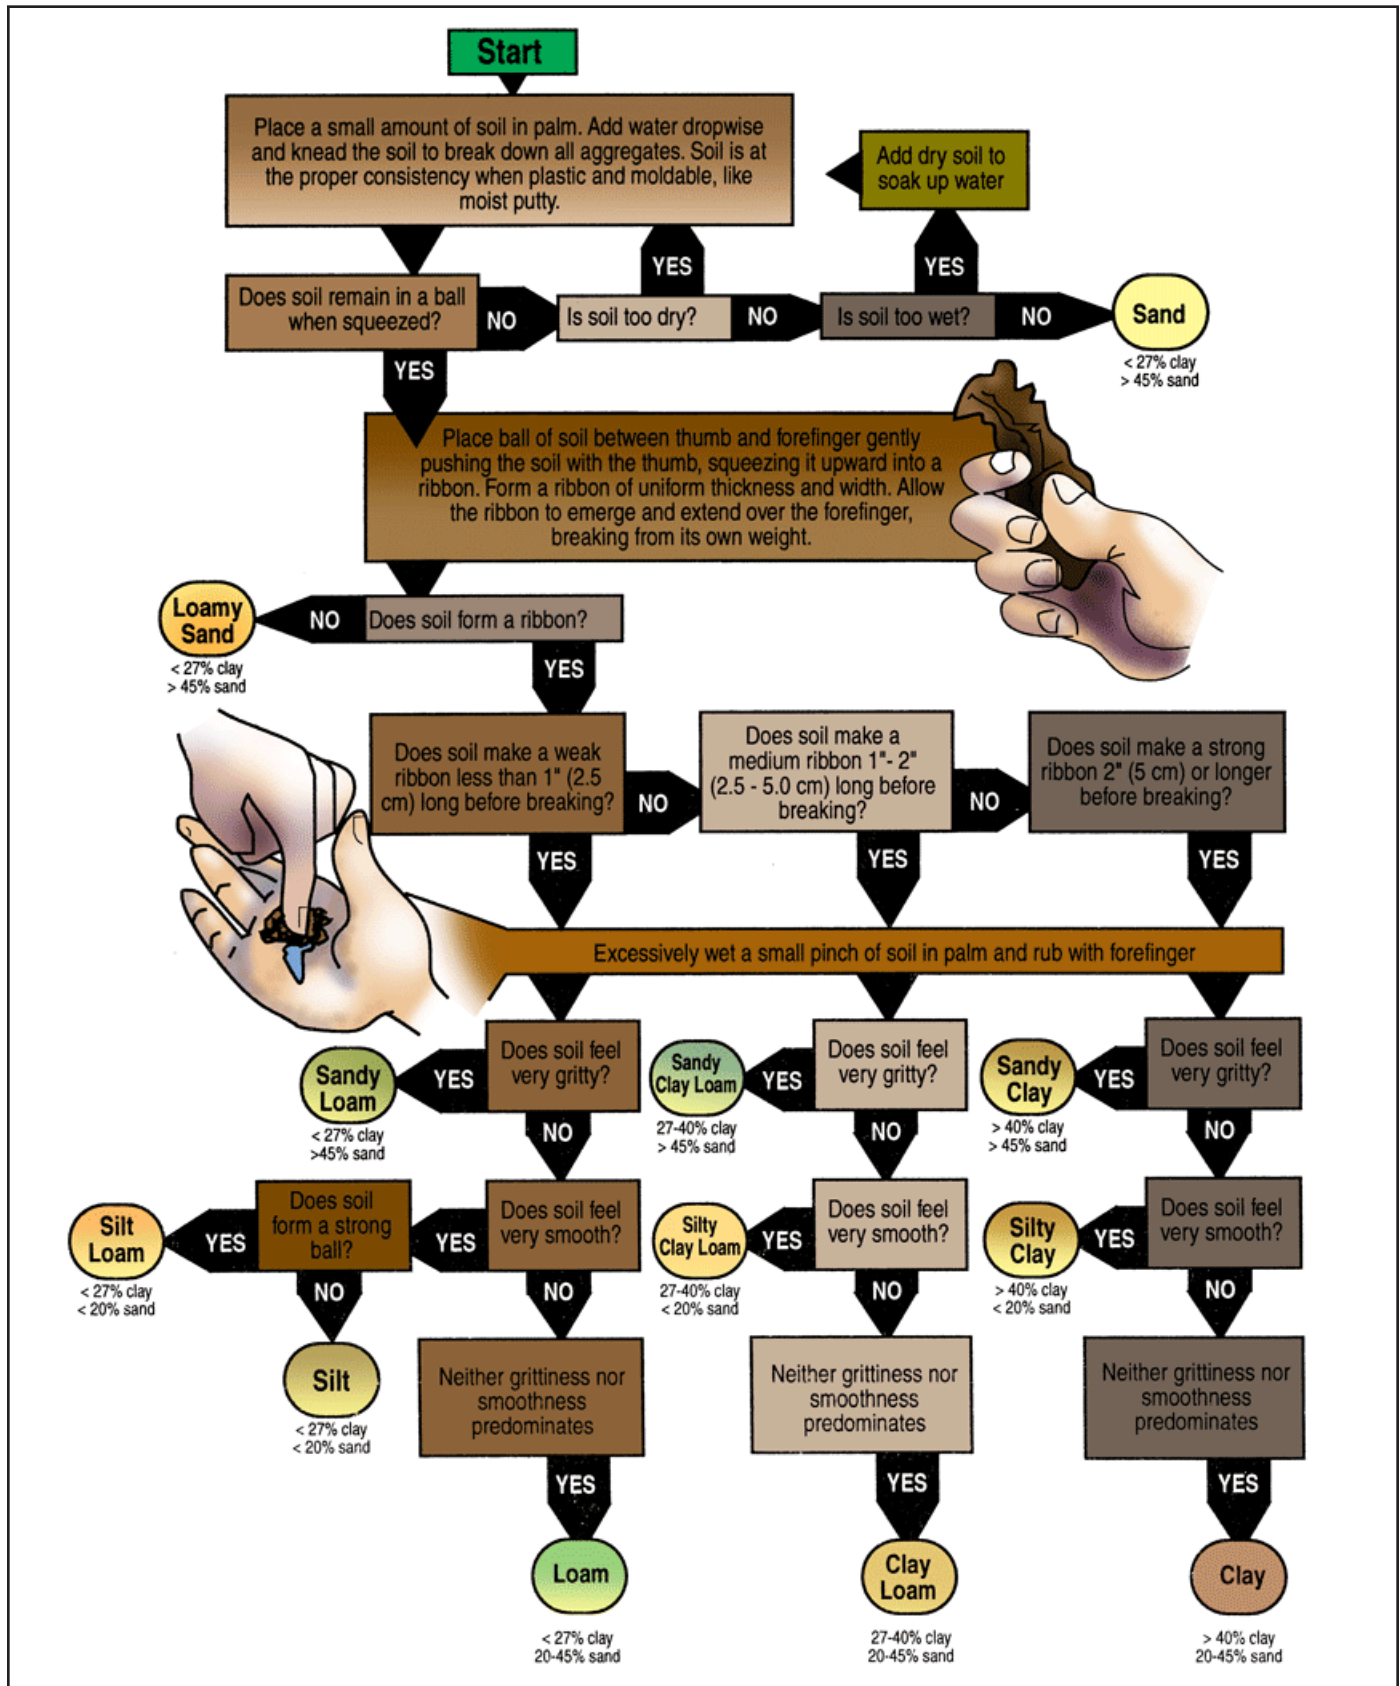 Start
Place a small amount of soil in palm. Add water dropwise
and knead the soil to break down all aggregates. Soil is at
the proper consistency when plastic and moldable, like
moist putty.
Add dry soil to
soak up water
YES
YES
Does soil remain in a ball
when squeezed?
NO
Is soil too dry?
NO
Is soil too wet?
NO
Sand
< 27% clay
> 45% sand
YES
Place ball of soil between thumb and forefinger gently
pushing the soil with the thumb, squeezing it upward into a
ribbon. Form a ribbon of uniform thickness and width. Allow
the ribbon to emerge and extend over the forefinger,
breaking from its own weight.
Loamy
Sand
< 27% clay
> 45% sand
NO
Does soil form a ribbon?
YES
Does soil make a weak
ribbon less than 1" (2.5
cm) long before breaking?
NO
Does soil make a
medium ribbon 1"- 2"
(2.5 - 5.0 cm) long before
breaking?
NO
Does soil make a strong
ribbon 2" (5 cm) or longer
before breaking?
YES
YES
YES
Excessively wet a small pinch of soil in palm and rub with forefinger
Sandy
Loam
< 27% clay
>45% sand
YES
Does soil feel
very gritty?
Sandy
Clay Loam
27-40% clay
> 45% sand
YES
Does soil feel
very gritty?
Sandy
Clay
> 40% clay
> 45% sand
YES
Does soil feel
very gritty?
NO
NO
NO
Silt
Loam
< 27% clay
< 20% sand
YES
Does soil
form a strong
ball?
YES
Does soil feel
very smooth?
Silty
Clay Loam
27-40% clay
< 20% sand
YES
Does soil feel
very smooth?
Silty
Clay
> 40% clay
< 20% sand
YES
Does soil feel
very smooth?
NO
NO
NO
NO
Silt
< 27% clay
< 20% sand
Neither grittiness nor
smoothness
predominates
Neither grittiness nor
smoothness
predominates
Neither grittiness nor
smoothness
predominates
YES
YES
YES
Loam
< 27% clay
20-45% sand
Clay
Loam
27-40% clay
20-45% sand
Clay
> 40% clay
20-45% sand